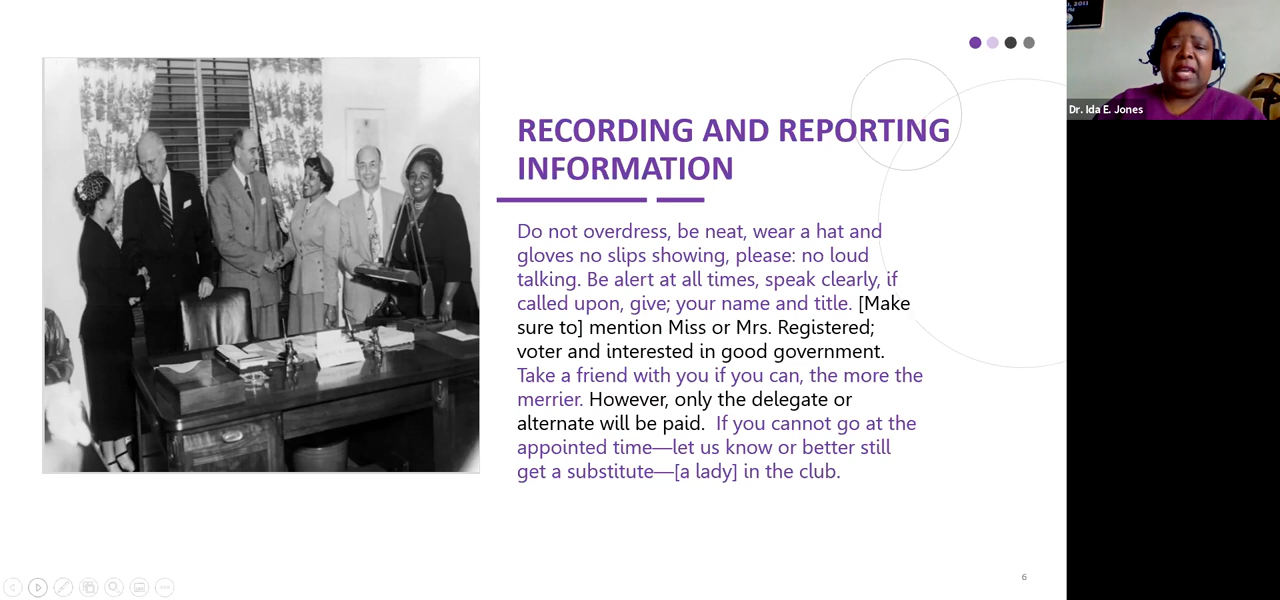 , 2011
Dr. Ida E. Jones
RECORDING AND REPORTING
INFORMATION
Do not overdress, be neat, wear a hat and
gloves no slips showing, please: no loud
talking. Be alert at all times, speak clearly, if
called upon, give; your name and title. [Make
sure to] mention Miss or Mrs. Registered;
voter and interested in good government.
Take a friend with you if you can, the more the
merrier. However, only the delegate or
alternate will be paid.  If you cannot go at the
appointed time—let us know or better still
get a substitute—[a lady] in the club.
6